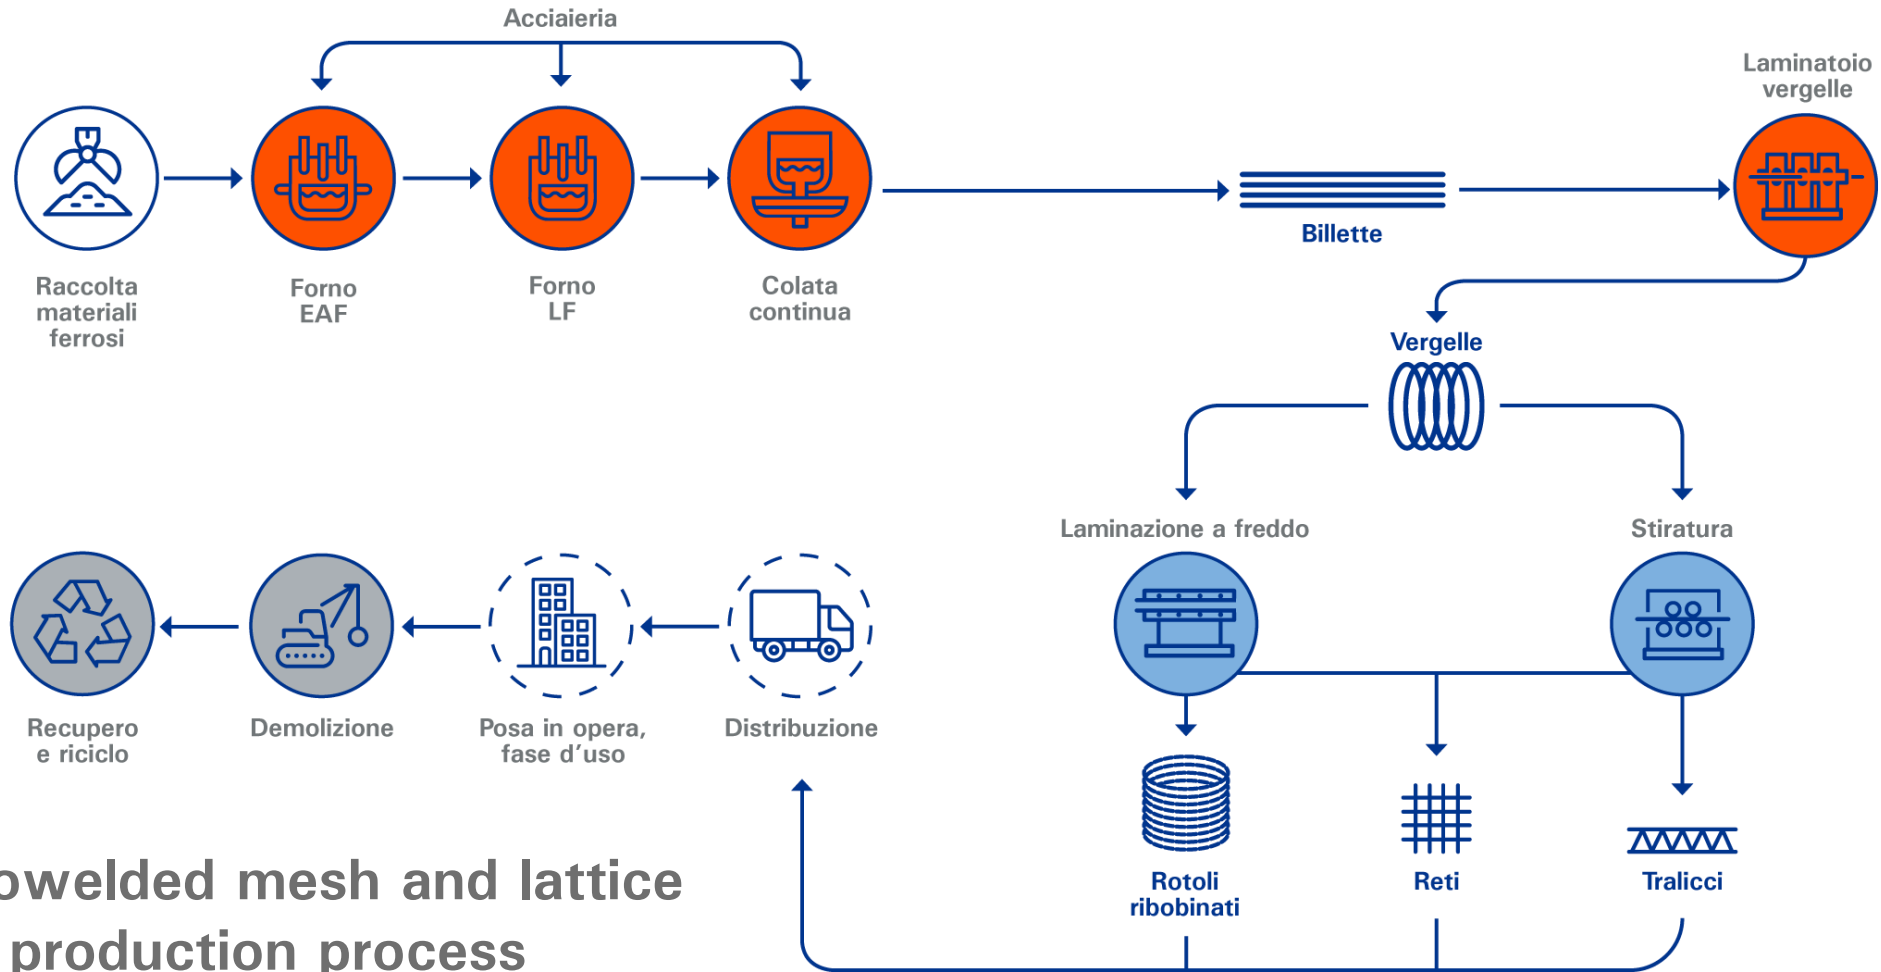 Acciaieria
Laminatoio
vergelle
Raccolta
materiali
ferrosi
Forno
EAF
Forno
LF
Colata
continua
Billette
Vergelle
Laminazione a freddo
Stiratura
Recupero
e riciclo
Demolizione
Posa in opera,
fase d'uso
Distribuzione
Rotoli
ribobinati
Reti
Tralicci
mesh and lattice
production process